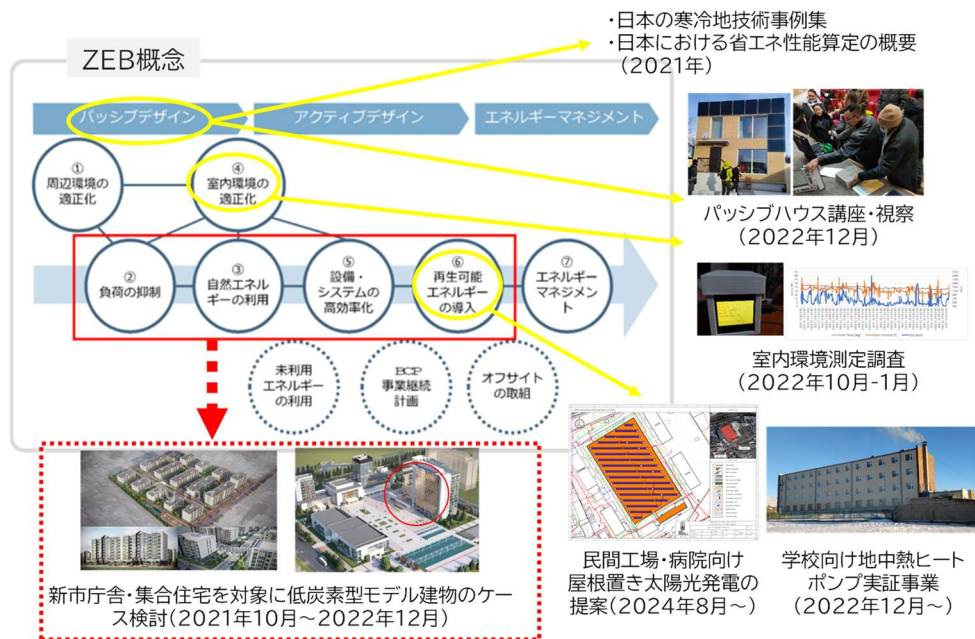 ・日本の寒冷地技術事例集
・日本における省エネ性能算定の概要
（2021年）
ZEB概念
パッシブデザイン
アクティブデザイン
エネルギーマネジメント
①
周辺環境の
適正化
④
室内環境の
適正化
②
負荷の抑制
③
自然エネル
ギーの利用
⑤
設備・
システムの
高効率化
⑥
再生可能
エネルギー
の導入
⑦
エネルギー
マネジメン
ト
未利用
エネルギー
の利用
BCP
事業継続
計画
オフサイト
の取組
パッシブハウス講座・視察
（2022年12月）
室内環境測定調査
（2022年10月-1月）
新市庁舎・集合住宅を対象に低炭素型モデル建物のケー
ス検討（2021年10月～2022年12月）
民間工場・病院向け
屋根置き太陽光発電の
提案（2024年8月～）
学校向け地中熱ヒート
ポンプ実証事業
（2022年12月～）